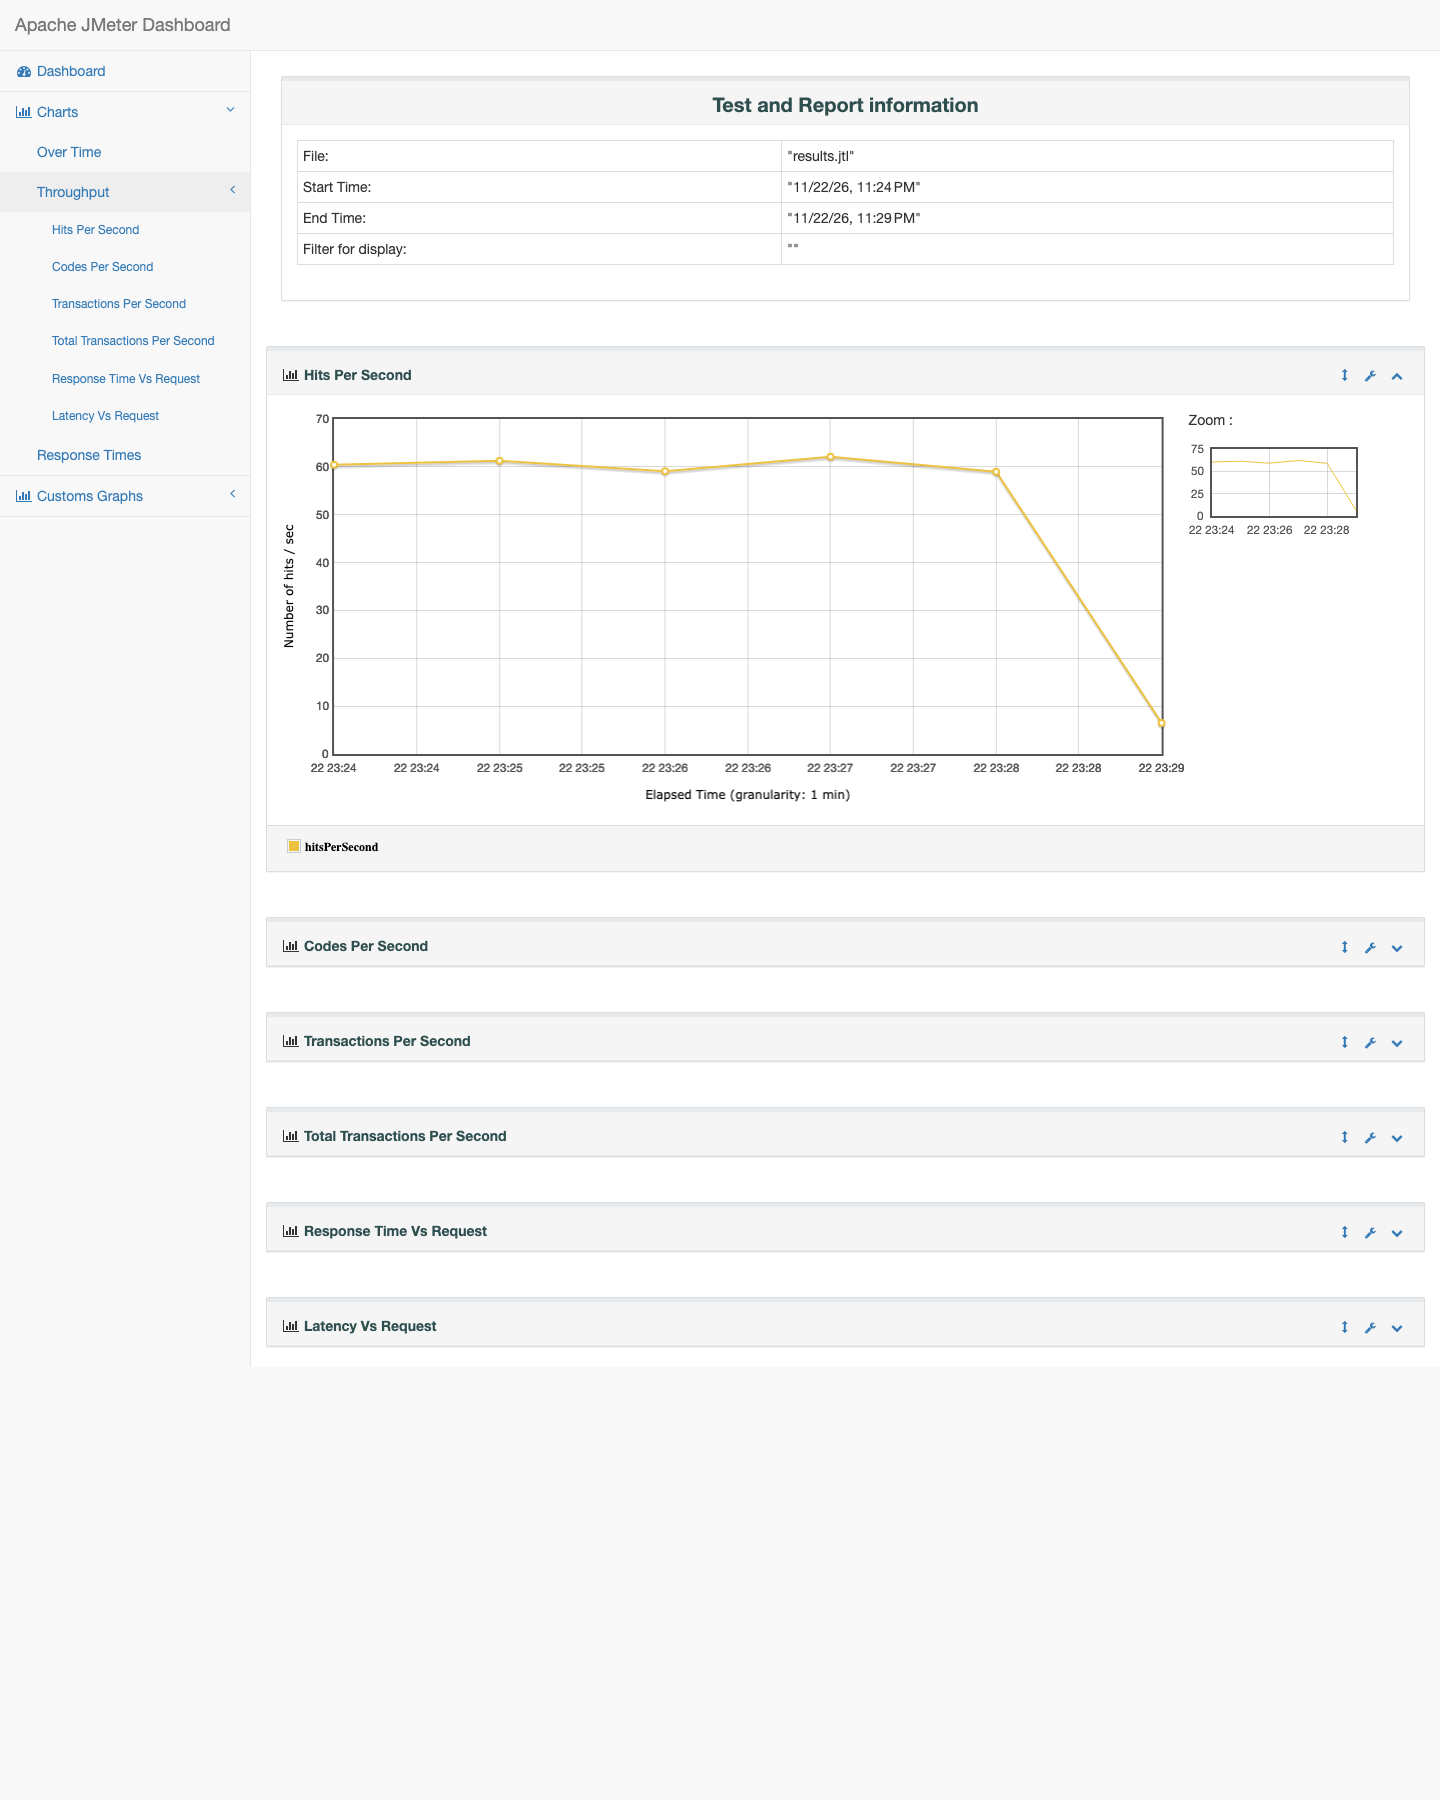 Apache JMeter Dashboard
Dashboard
Charts
Over Time
Throughput
Hits Per Second
Codes Per Second
Transactions Per Second
Total Transactions Per Second
Response Time Vs Request
Latency Vs Request
Response Times
Customs Graphs
Test and Report information
File: "results.jtl"
Start Time: "11/22/26, 11:24 PM"
End Time: "11/22/26, 11:29 PM"
Filter for display: ""
Hits Per Second
70
60
50
40
30
20
10
0
Number of hits / sec
22 23:24 22 23:24 22 23:25 22 23:25 22 23:26 22 23:26 22 23:27 22 23:27 22 23:28 22 23:28 22 23:29
Elapsed Time (granularity: 1 min)
Zoom :
75
50
25
0
22 23:24 22 23:26 22 23:28
hitsPerSecond
Codes Per Second
Transactions Per Second
Total Transactions Per Second
Response Time Vs Request
Latency Vs Request